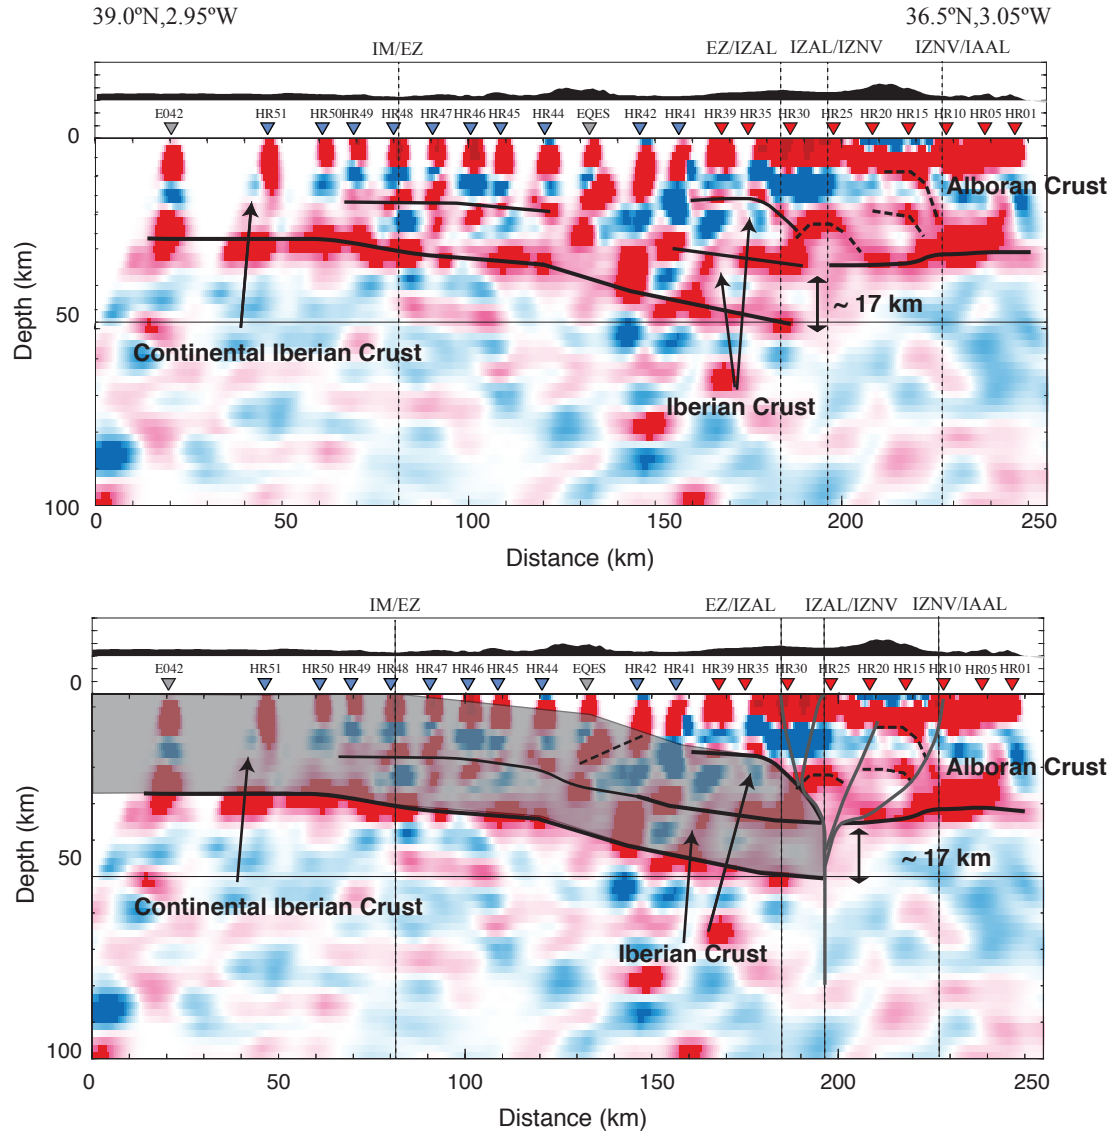 39.0ºN,2.95ºW 36.5ºN,3.05ºW
IM/EZ EZ/IZAL IZAL/IZNV IZNV/IAAL
E042 HR51 HR50 HR49 HR48 HR47 HR46 HR45 HR44 EQES HR42 HR41 HR39 HR35 HR30 HR25 HR20 HR15 HR10 HR05 HR01
0
Alboran Crust
Depth (km)
50
~ 17 km
Continental Iberian Crust
Iberian Crust
100
0 50 100 150 200 250
Distance (km)
IM/EZ EZ/IZAL IZAL/IZNV IZNV/IAAL
E042 HR51 HR50 HR49 HR48 HR47 HR46 HR45 HR44 EQES HR42 HR41 HR39 HR35 HR30 HR25 HR20 HR15 HR10 HR05 HR01
0
Alboran Crust
Depth (km)
50
~ 17 km
Continental Iberian Crust
Iberian Crust
100
0 50 100 150 200 250
Distance (km)